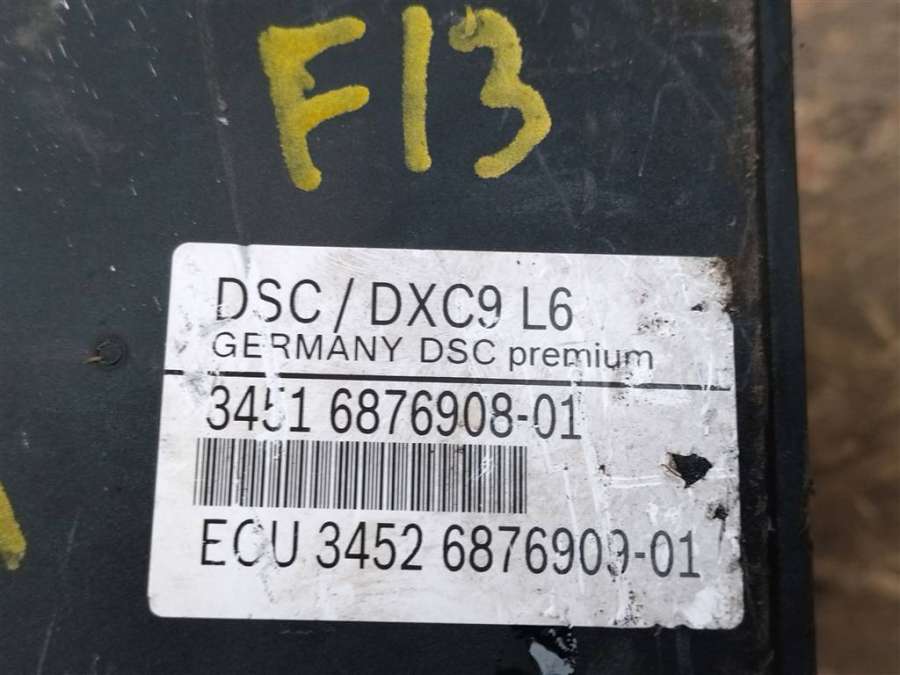 F13
DSC / DXC9 L6
GERMANY DSC premium
3451 6876908-01
ECU 3452 6876909-01